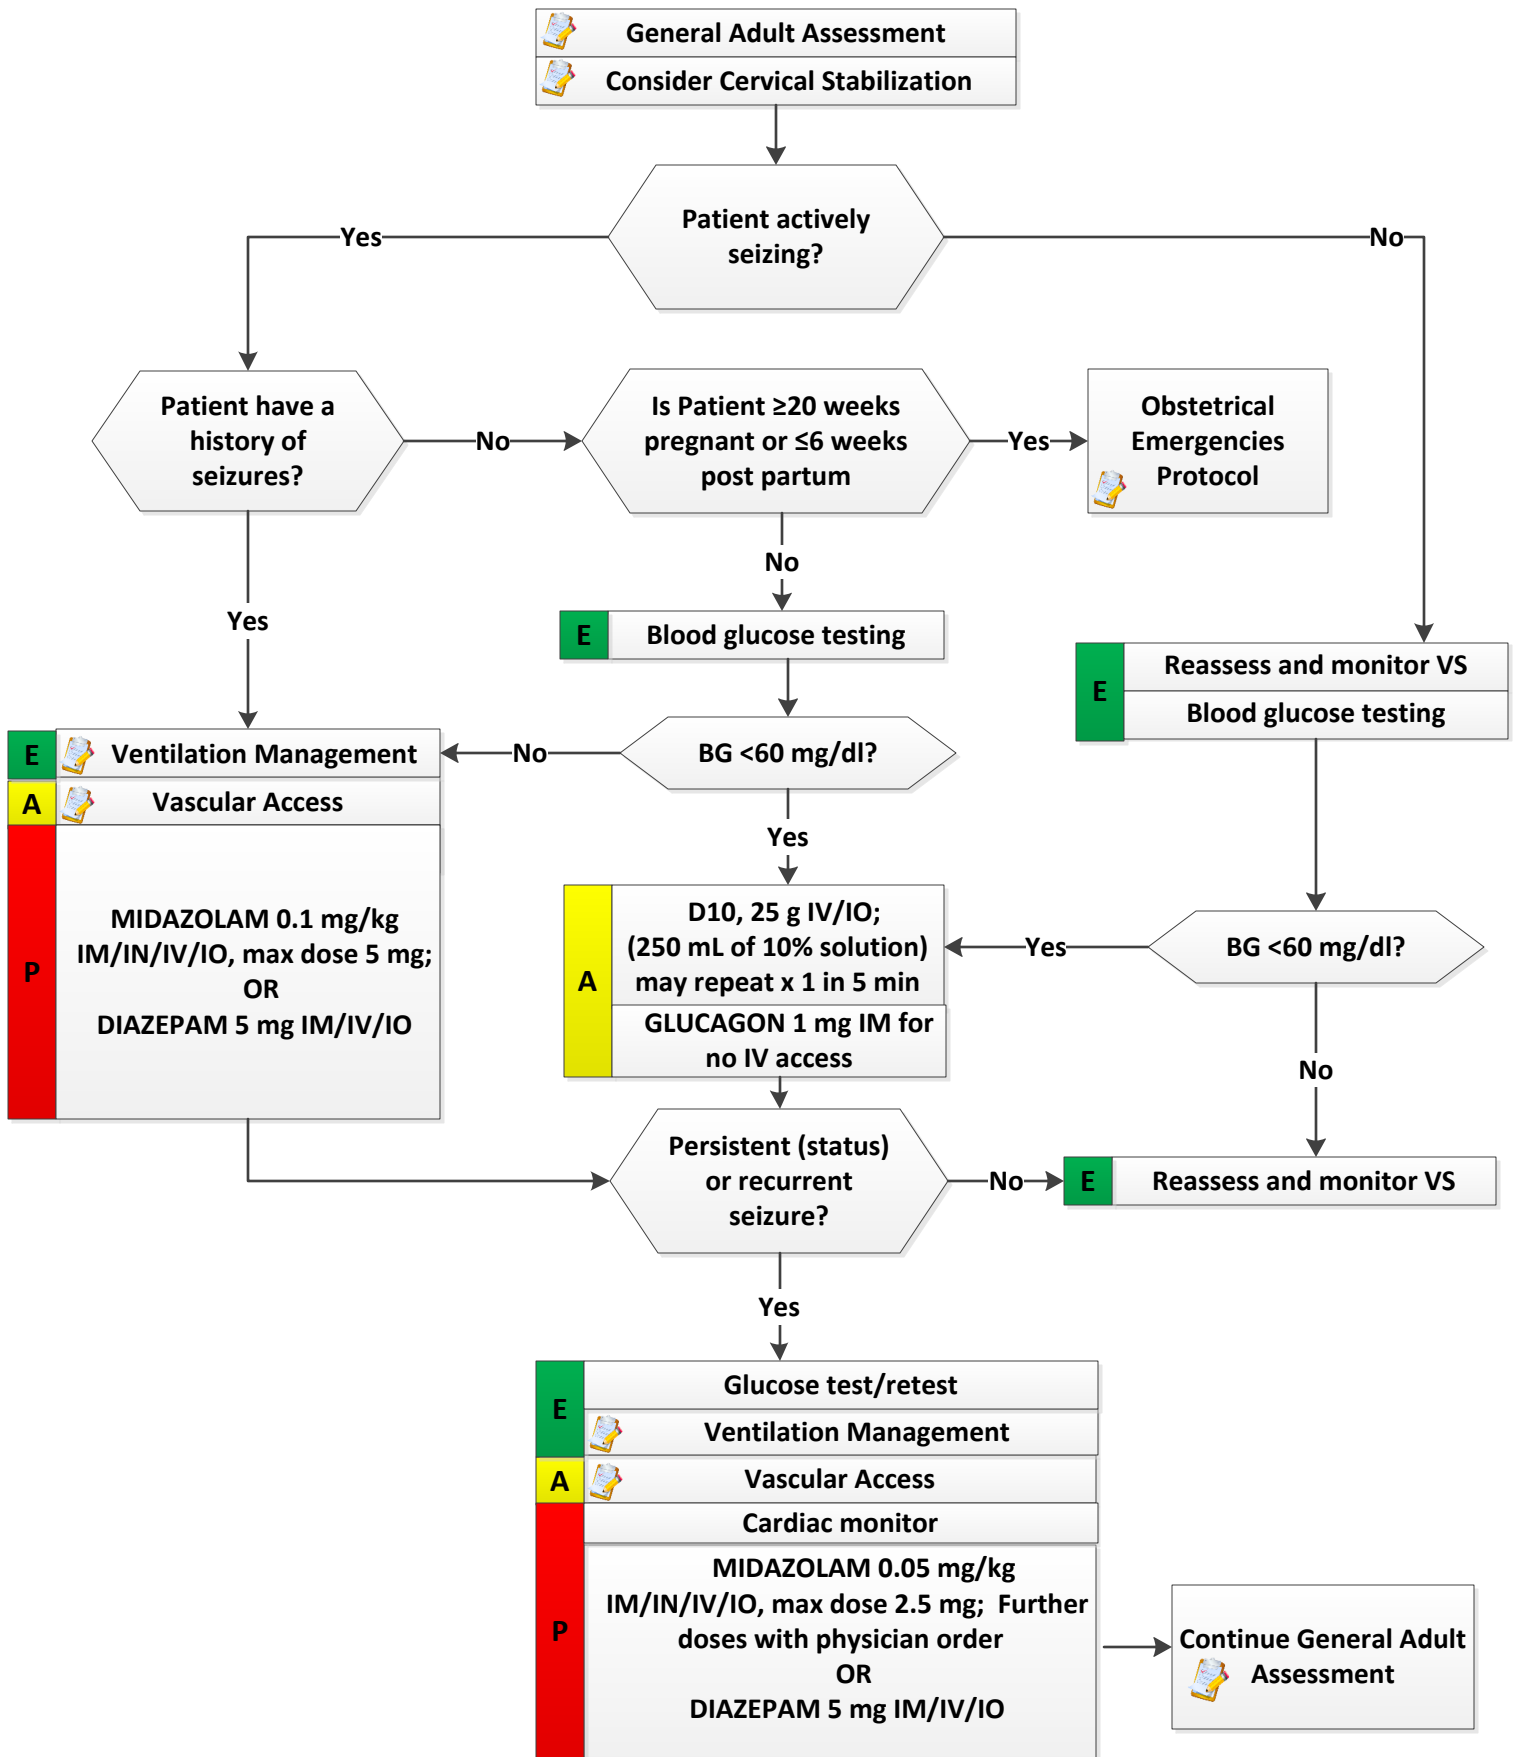 General Adult Assessment
Consider Cervical Stabilization
Patient actively
seizing?
Yes
No
Patient have a
history of
seizures?
No
Is Patient ≥20 weeks
pregnant or ≤6 weeks
post partum
Yes
Obstetrical
Emergencies
Protocol
No
Yes
E
Blood glucose testing
E
Reassess and monitor VS
Blood glucose testing
E
Ventilation Management
A
Vascular Access
P
MIDAZOLAM 0.1 mg/kg
IM/IN/IV/IO, max dose 5 mg;
OR
DIAZEPAM 5 mg IM/IV/IO
No
BG <60 mg/dl?
Yes
A
D10, 25 g IV/IO;
(250 mL of 10% solution)
may repeat x 1 in 5 min
GLUCAGON 1 mg IM for
no IV access
Yes
BG <60 mg/dl?
No
Persistent (status)
or recurrent
seizure?
No
E
Reassess and monitor VS
Yes
E
Glucose test/retest
Ventilation Management
A
Vascular Access
P
Cardiac monitor
MIDAZOLAM 0.05 mg/kg
IM/IN/IV/IO, max dose 2.5 mg;  Further
doses with physician order
OR
DIAZEPAM 5 mg IM/IV/IO
Continue General Adult
Assessment